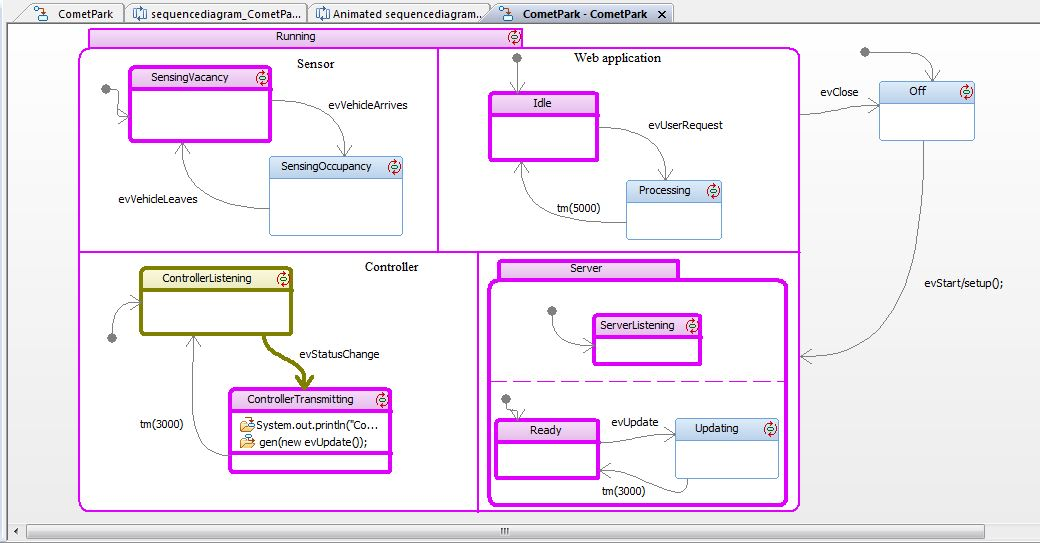 CometPark
sequencediagram_CometPa...
Animated sequencediagram...
CometPark - CometPark
Running
Sensor
SensingVacancy
evVehicleArrives
SensingOccupancy
evVehicleLeaves
Web application
Idle
evUserRequest
Processing
tm(5000)
evClose
Off
evStart/setup();
Controller
ControllerListening
evStatusChange
ControllerTransmitting
System.out.println("Co...
gen(new evUpdate());
tm(3000)
Server
ServerListening
Ready
evUpdate
Updating
tm(3000)